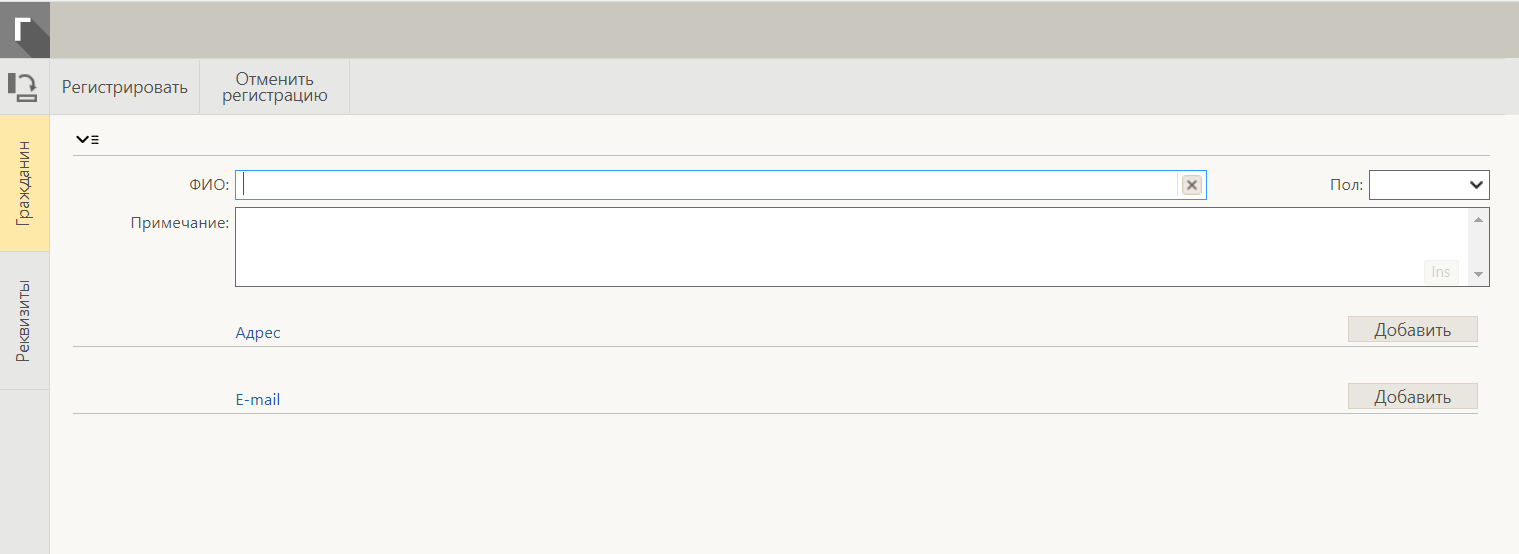 Г
Регистрировать
Отменить
регистрацию
Гражданин
ФИО:
Пол:
Примечание:
Ins
Реквизиты
Адрес
Добавить
E-mail
Добавить